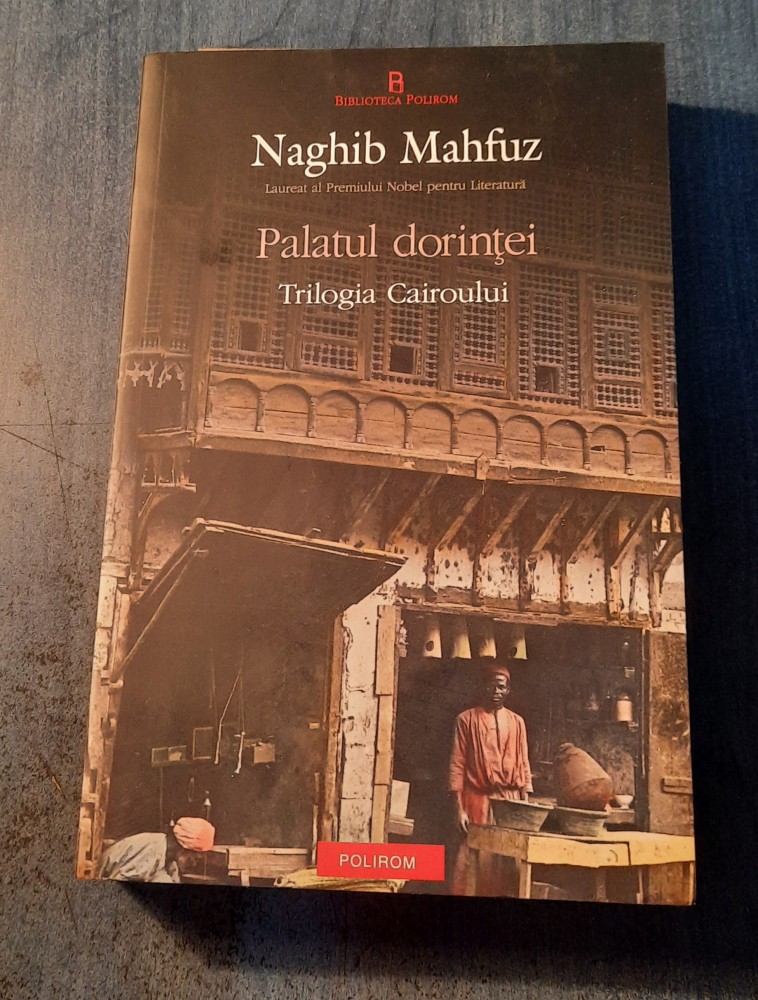 BIBLIOTECA POLIROM
Naghib Mahfuz
Laureat al Premiului Nobel pentru Literatură
Palatul dorinţei
Trilogia Cairoului
POLIROM